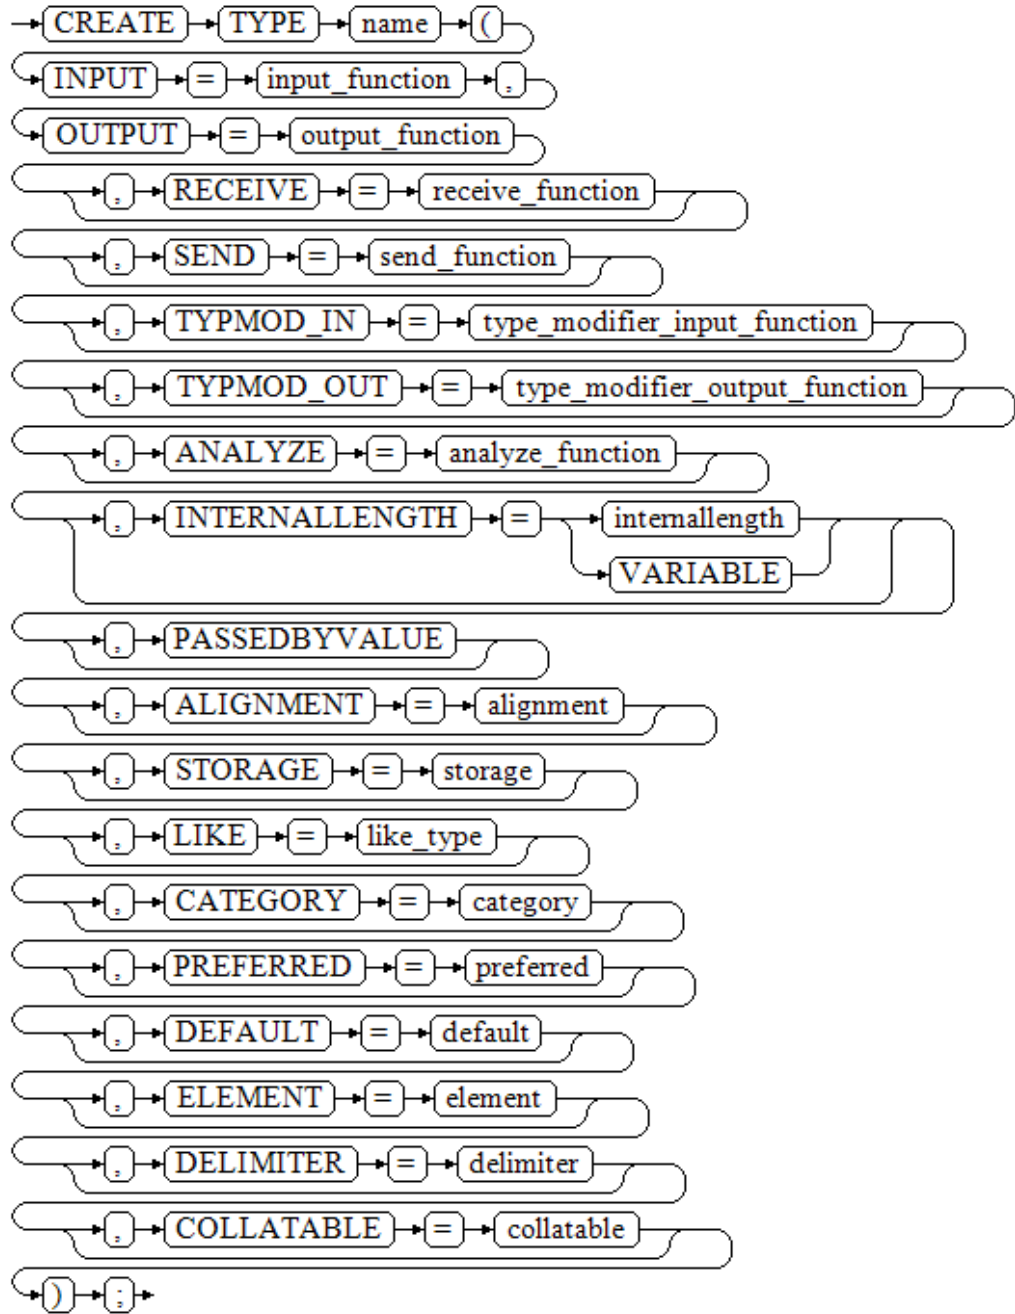 CREATE TYPE name (
INPUT = input_function ,
OUTPUT = output_function
, RECEIVE = receive_function
, SEND = send_function
, TYPMOD_IN = type_modifier_input_function
, TYPMOD_OUT = type_modifier_output_function
, ANALYZE = analyze_function
, INTERNALLENGTH = internallength
VARIABLE
, PASSEDBYVALUE
, ALIGNMENT = alignment
, STORAGE = storage
, LIKE = like_type
, CATEGORY = category
, PREFERRED = preferred
, DEFAULT = default
, ELEMENT = element
, DELIMITER = delimiter
, COLLATABLE = collatable
) ;